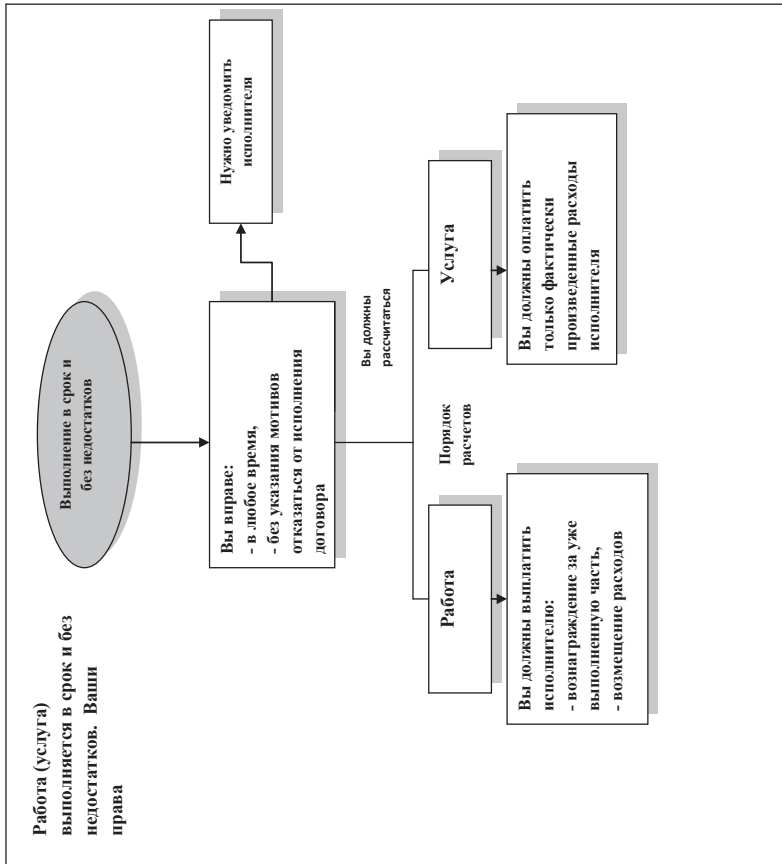 Работа (услуга)
выполняется в срок и без
недостатков. Ваши
права
Выполнение в срок и
без недостатков
Вы вправе:
- в любое время,
- без указания мотивов
отказаться от исполнения
договора
Нужно уведомить
исполнителя
Вы должны
рассчитаться
Порядок
расчетов
Работа
Услуга
Вы должны выплатить
исполнителю:
- вознаграждение за уже
выполненную часть,
- возмещение расходов
Вы должны оплатить
только фактически
произведенные расходы
исполнителя